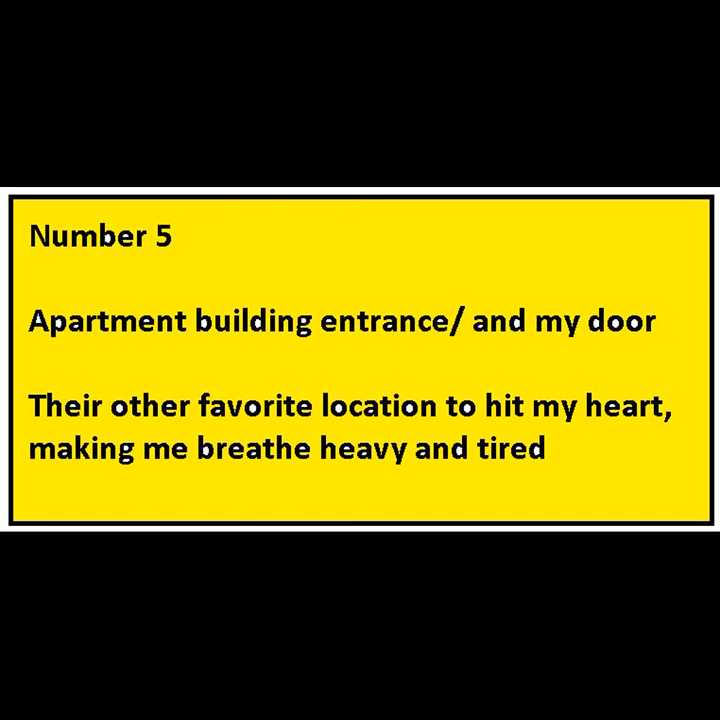 Number 5
Apartment building entrance/ and my door
Their other favorite location to hit my heart,
making me breathe heavy and tired